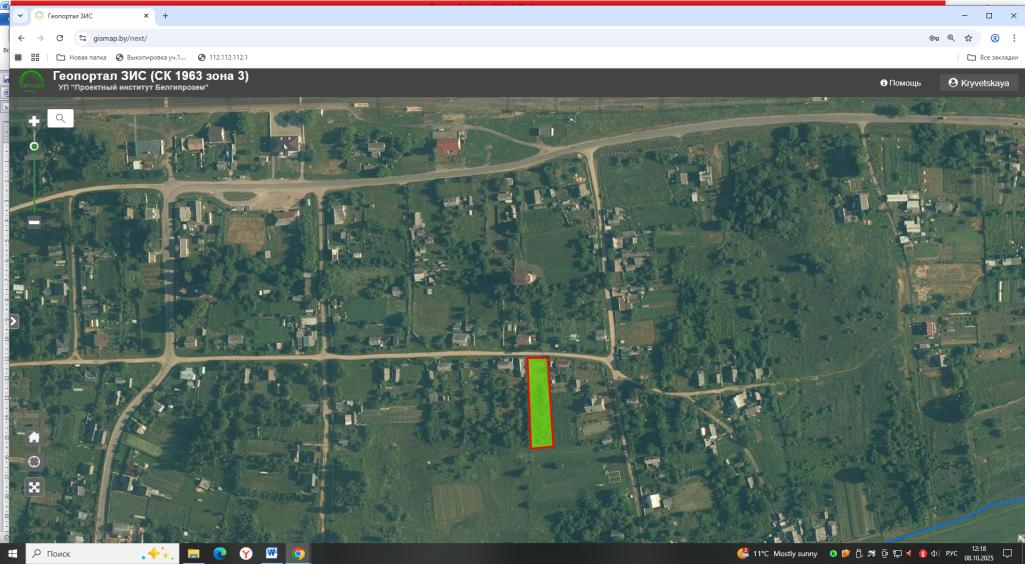 Геопортал ЗИС
gismap.by/next/
Новая папка
Выкопировка уч.1...
112.112.112.1
Все закладки
Геопортал ЗИС (СК 1963 зона 3)
УП "Проектный институт Белгипрозем"
Помощь
Kryvetskaya
Поиск
11°C Mostly sunny
РУС
12:18
08.10.2025